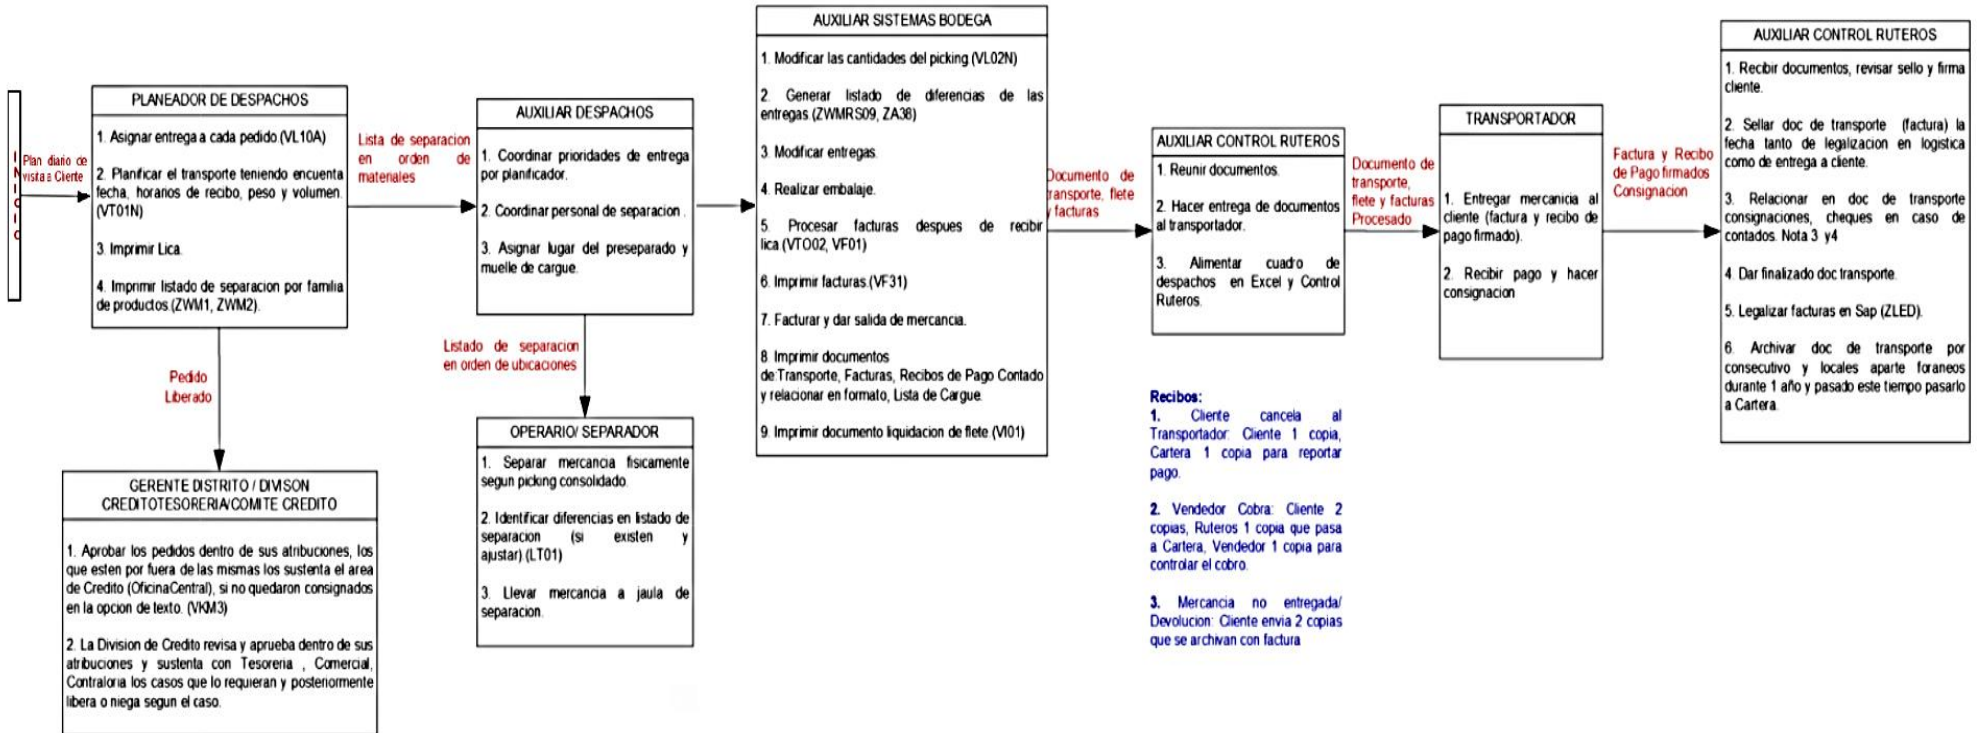 INICIO
Plan diario de
visita a Cliente
PLANEADOR DE DESPACHOS
1. Asignar entrega a cada pedido.(VL10A)
2. Planificar el transporte teniendo encuenta
fecha, horarios de recibo, peso y volumen.
(VT01N)
3. Imprimir Lica.
4. Imprimir listado de separacion por familia
de productos.(ZWM1, ZWM2).
Pedido
Liberado
GERENTE DISTRITO / DIVISON
CREDITOTESORERIA/COMITE CREDITO
1. Aprobar los pedidos dentro de sus atribuciones, los
que esten por fuera de las mismas los sustenta el area
de Credito (OficinaCentral), si no quedaron consignados
en la opcion de texto. (VKM3)
2. La Division de Credito revisa y aprueba dentro de sus
atribuciones y sustenta con Tesoreria , Comercial,
Contraloria los casos que lo requieran y posteriormente
libera o niega segun el caso.
Lista de separacion
en orden de
materiales
AUXILIAR DESPACHOS
1. Coordinar prioridades de entrega
por planificador.
2. Coordinar personal de separacion .
3. Asignar lugar del preseparado y
muelle de cargue.
Listado de separacion
en orden de ubicaciones
OPERARIO/ SEPARADOR
1. Separar mercancia fisicamente
segun picking consolidado.
2. Identificar diferencias en listado de
separacion (si existen y
ajustar) (LT01)
3. Llevar mercancia a jaula de
separacion.
AUXILIAR SISTEMAS BODEGA
1. Modificar las cantidades del picking (VL02N)
2. Generar listado de diferencias de las
entregas (ZWMRS09, ZA38)
3. Modificar entregas.
4. Realizar embalaje.
5. Procesar facturas despues de recibir
lica (VTO02, VF01)
6. Imprimir facturas.(VF31)
7. Facturar y dar salida de mercancia.
8. Imprimir documentos
de:Transporte, Facturas, Recibos de Pago Contado
y relacionar en formato, Lista de Cargue.
9. Imprimir documento liquidacion de flete (VI01)
Documento de
transporte, flete
y facturas
AUXILIAR CONTROL RUTEROS
1. Reunir documentos.
2. Hacer entrega de documentos
al transportador.
3. Alimentar cuadro de
despachos en Excel y Control
Ruteros.
Recibos:
1. Cliente cancela al
Transportador: Cliente 1 copia,
Cartera 1 copia para reportar
pago.
2. Vendedor Cobra: Cliente 2
copias, Ruteros 1 copia que pasa
a Cartera, Vendedor 1 copia para
controlar el cobro.
3. Mercancia no entregada/
Devolucion: Cliente envia 2 copias
que se archivan con factura
Documento de
transporte,
flete y facturas
Procesado
TRANSPORTADOR
1. Entregar mercanicia al
cliente (factura y recibo de
pago firmado).
2. Recibir pago y hacer
consignacion
Factura y Recibo
de Pago firmados
Consignacion
AUXILIAR CONTROL RUTEROS
1. Recibir documentos, revisar sello y firma
cliente.
2. Sellar doc de transporte (factura) la
fecha tanto de legalizacion en logistica
como de entrega a cliente.
3. Relacionar en doc de transporte
consignaciones, cheques en caso de
contados. Nota 3 y4
4. Dar finalizado doc transporte.
5. Legalizar facturas en Sap (ZLED).
6. Archivar doc de transporte por
consecutivo y locales aparte foraneos
durante 1 año y pasado este tiempo pasarlo
a Cartera.